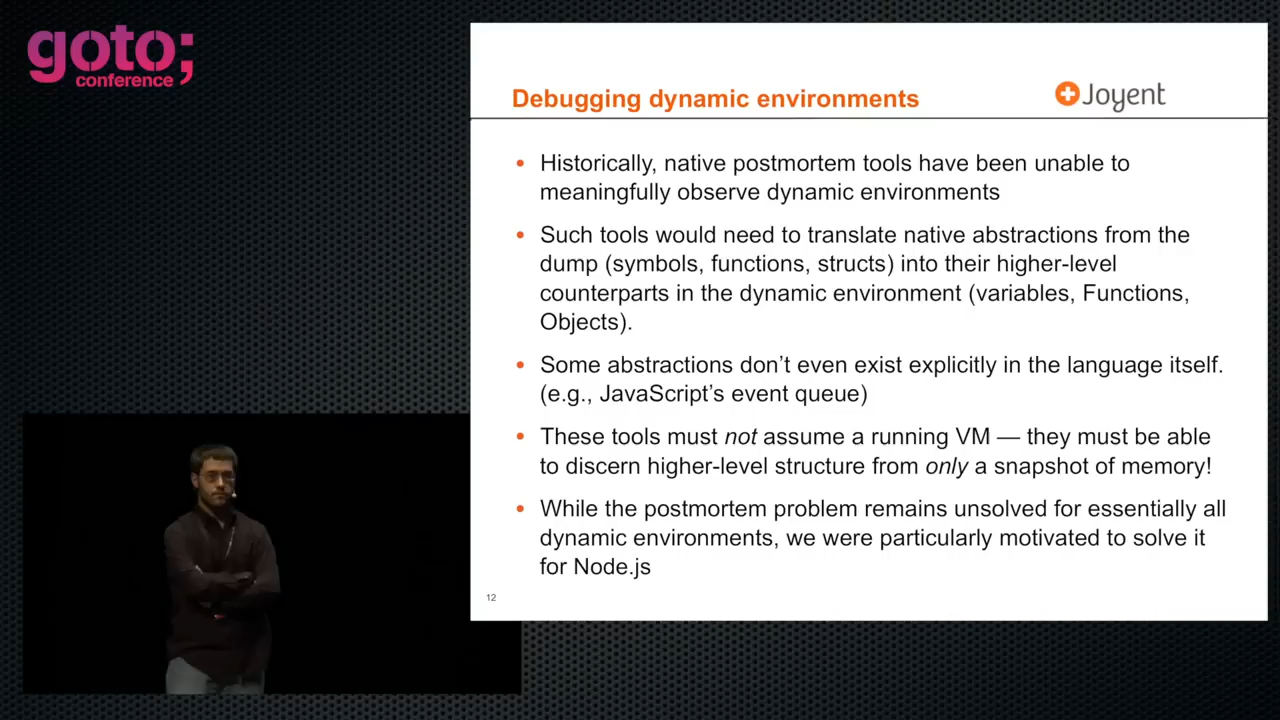 goto;
conference
Debugging dynamic environments
Joyent
• Historically, native postmortem tools have been unable to
meaningfully observe dynamic environments
• Such tools would need to translate native abstractions from the
dump (symbols, functions, structs) into their higher-level
counterparts in the dynamic environment (variables, Functions,
Objects).
• Some abstractions don’t even exist explicitly in the language itself.
(e.g., JavaScript’s event queue)
• These tools must not assume a running VM — they must be able
to discern higher-level structure from only a snapshot of memory!
• While the postmortem problem remains unsolved for essentially all
dynamic environments, we were particularly motivated to solve it
for Node.js
12